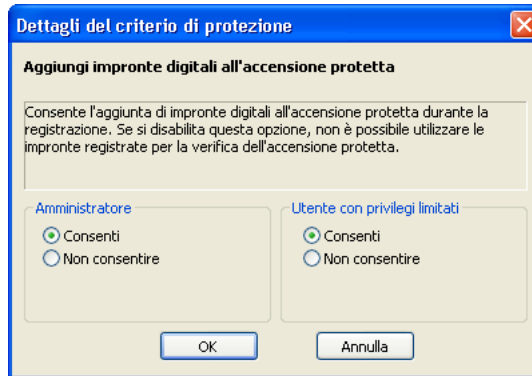 Dettagli del criterio di protezione
Aggiungi impronte digitali all'accensione protetta
Consente l'aggiunta di impronte digitali all'accensione protetta durante la
registrazione. Se si disabilita questa opzione, non è possibile utilizzare le
impronte registrate per la verifica dell'accensione protetta.
Amministratore
Consenti
Non consentire
Utente con privilegi limitati
Consenti
Non consentire
OK
Annulla